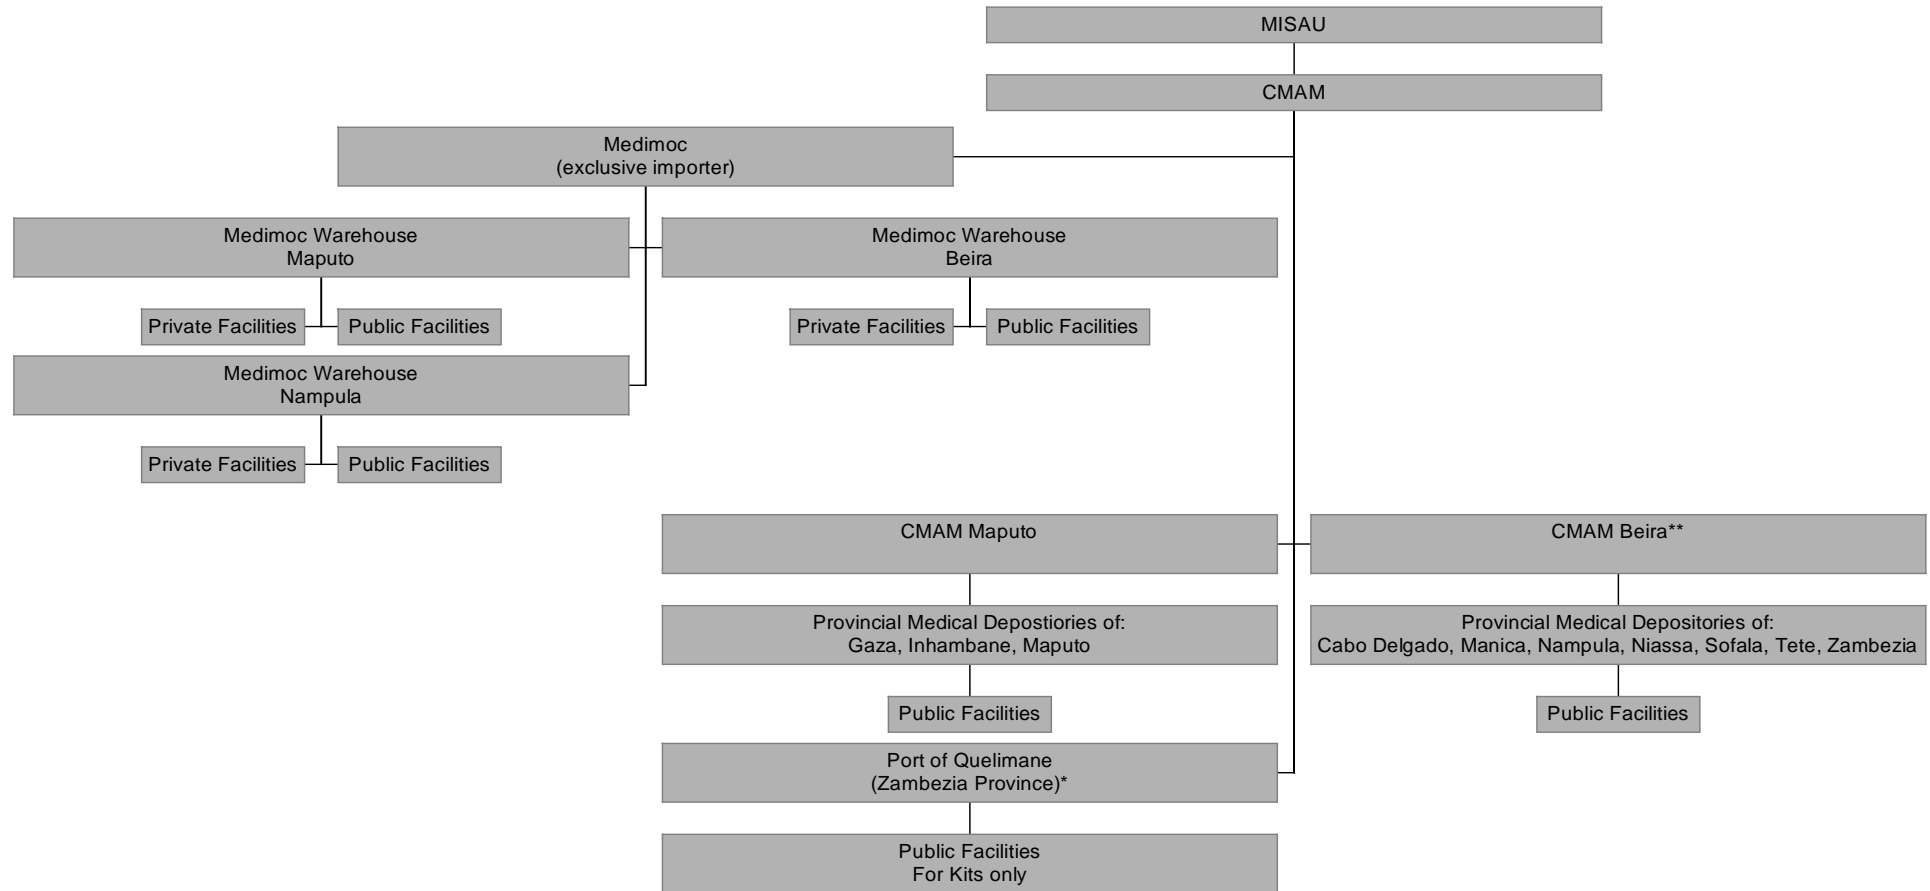 MISAU
CMAM
Medimoc
(exclusive importer)
Medimoc Warehouse
Maputo
Medimoc Warehouse
Beira
Private Facilities
Public Facilities
Private Facilities
Public Facilities
Medimoc Warehouse
Nampula
Private Facilities
Public Facilities
CMAM Maputo
CMAM Beira**
Provincial Medical Depostiories of:
Gaza, Inhambane, Maputo
Provincial Medical Depositories of:
Cabo Delgado, Manica, Nampula, Niassa, Sofala, Tete, Zambezia
Public Facilities
Public Facilities
Port of Quelimane
(Zambezia Province)*
Public Facilities
For Kits only